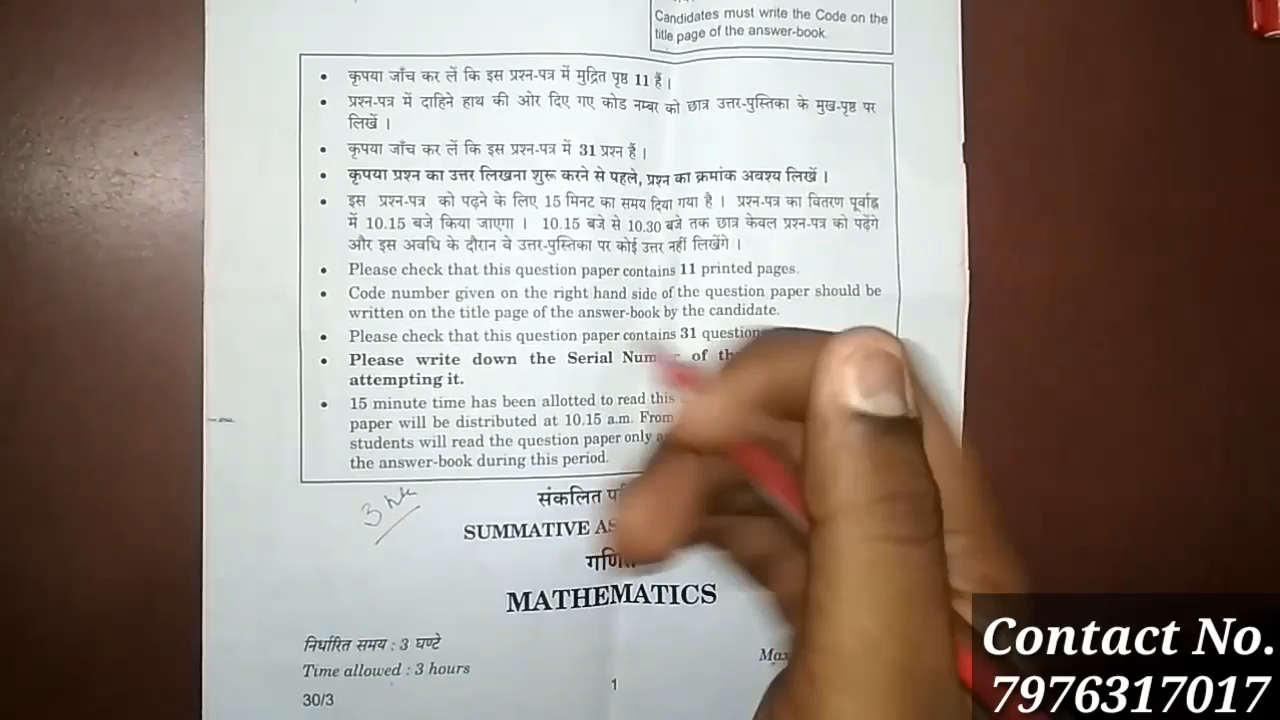 Candidates must write the Code on the
title page of the answer-book.
• कृपया जाँच कर लें कि इस प्रश्न-पत्र में मुद्रित पृष्ठ 11 हैं ।
• प्रश्न-पत्र में दाहिने हाथ की ओर दिए गए कोड नम्बर को छात्र उत्तर-पुस्तिका के मुख-पृष्ठ पर
लिखें ।
• कृपया जाँच कर लें कि इस प्रश्न-पत्र में 31 प्रश्न हैं ।
• कृपया प्रश्न का उत्तर लिखना शुरू करने से पहले, प्रश्न का क्रमांक अवश्य लिखें ।
• इस प्रश्न-पत्र को पढ़ने के लिए 15 मिनट का समय दिया गया है । प्रश्न-पत्र का वितरण पूर्वाह्न
में 10.15 बजे किया जाएगा । 10.15 बजे से 10.30 बजे तक छात्र केवल प्रश्न-पत्र को पढ़ेंगे
और इस अवधि के दौरान वे उत्तर-पुस्तिका पर कोई उत्तर नहीं लिखेंगे ।
• Please check that this question paper contains 11 printed pages.
• Code number given on the right hand side of the question paper should be
written on the title page of the answer-book by the candidate.
• Please check that this question paper contains 31
• Please write down the Serial of
attempting it.
• 15 minute time has been allotted to read this
paper will be distributed at 10.15 a.m. From
students will read the question paper only
the answer-book during this period.
संकलित
SUMMATIVE
गणित
MATHEMATICS
निर्धारित समय : 3 घण्टे
Time allowed : 3 hours
30/3
1
Contact No.
7976317017